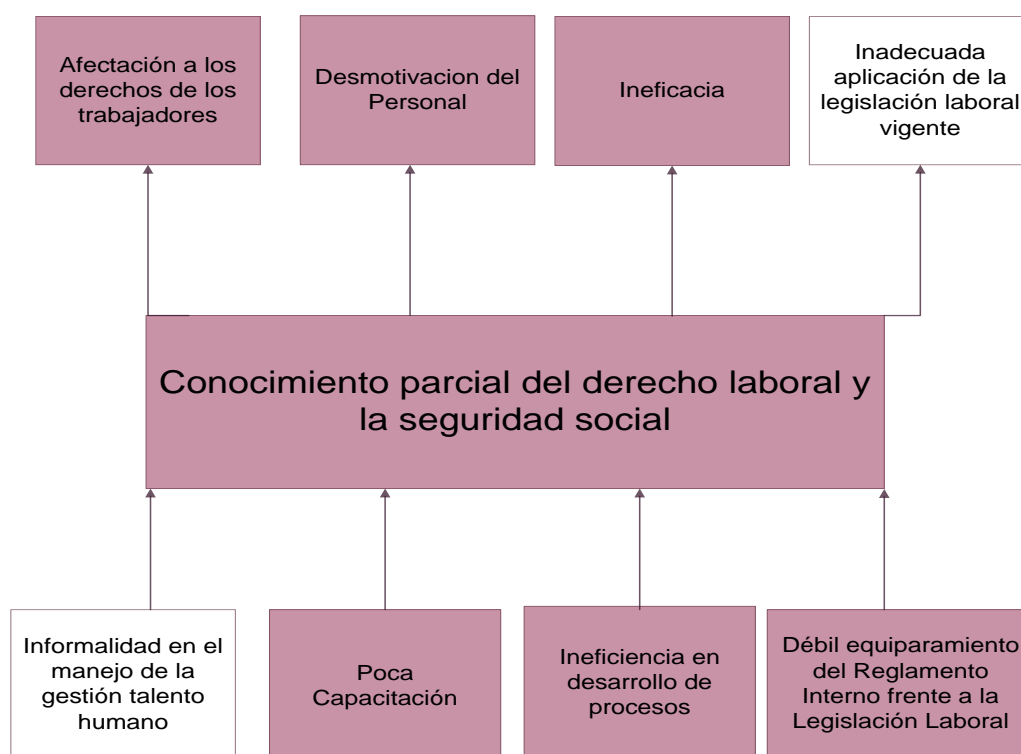 Afectación a los
derechos de los
trabajadores
Desmotivacion del
Personal
Ineficacia
Inadecuada
aplicación de la
legislación laboral
vigente
Conocimiento parcial del derecho laboral y
la seguridad social
Informalidad en el
manejo de la
gestión talento
humano
Poca
Capacitación
Ineficiencia en
desarrollo de
procesos
Débil equiparamiento
del Reglamento
Interno frente a la
Legislación Laboral